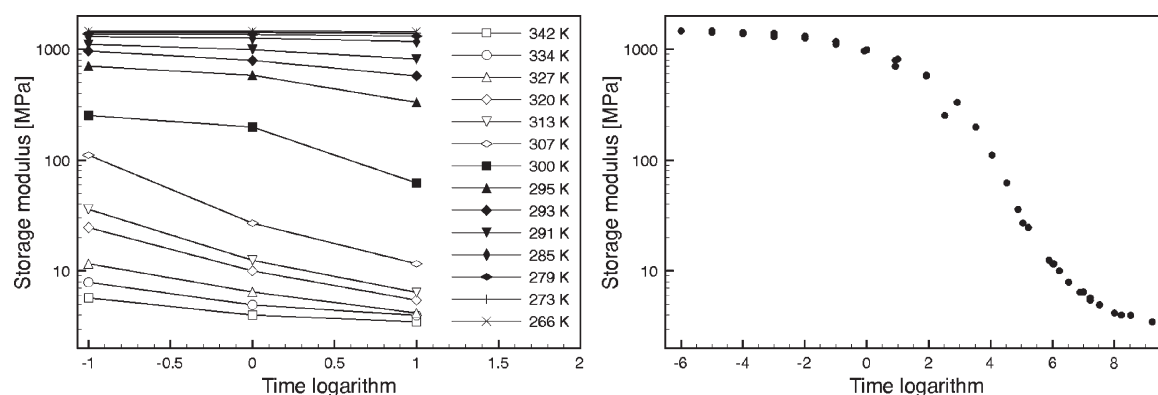 Storage modulus [MPa]
1000
100
10
-1
-0.5
0
0.5
1
1.5
2
Time logarithm
342 K
334 K
327 K
320 K
313 K
307 K
300 K
295 K
293 K
291 K
285 K
279 K
273 K
266 K
Storage modulus [MPa]
1000
100
10
-6
-4
-2
0
2
4
6
8
Time logarithm